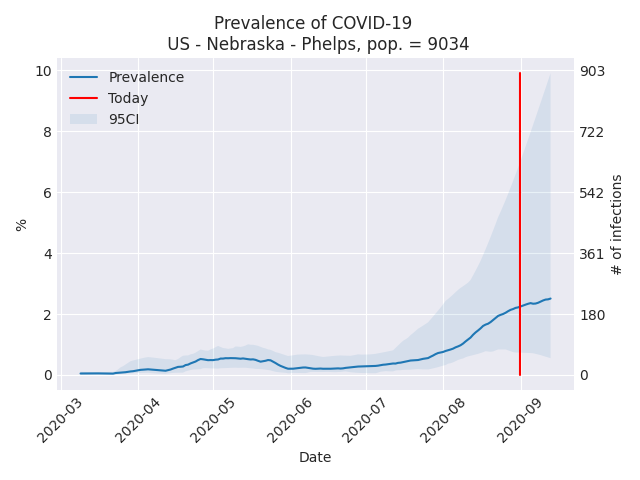 Prevalence of COVID-19
US - Nebraska - Phelps, pop. = 9034
Prevalence
Today
95CI
10
8
6
4
2
0
%
903
722
542
361
180
0
# of infections
2020-03
2020-04
2020-05
2020-06
2020-07
2020-08
2020-09
Date